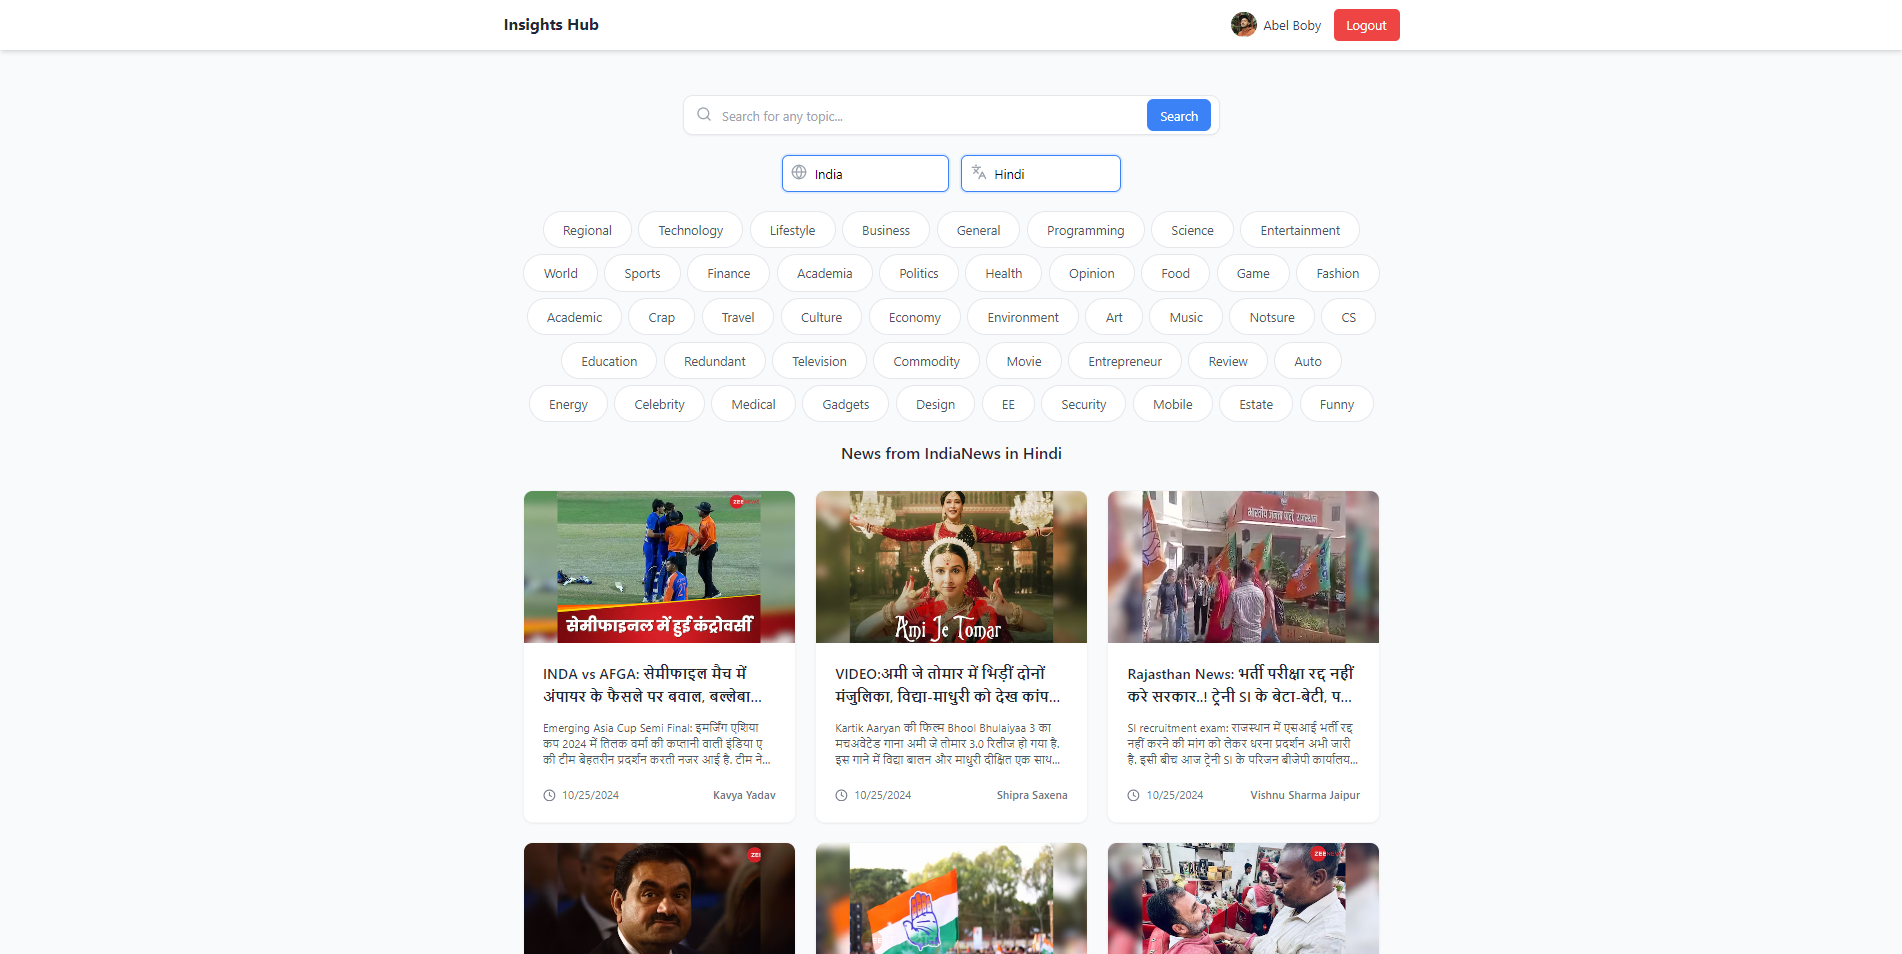 Insights Hub
Abel Boby
Logout
Search for any topic...
Search
India
Hindi
Regional Technology Lifestyle Business General Programming Science Entertainment
World Sports Finance Academia Politics Health Opinion Food Game Fashion
Academic Crap Travel Culture Economy Environment Art Music Notsure CS
Education Redundant Television Commodity Movie Entrepreneur Review Auto
Energy Celebrity Medical Gadgets Design EE Security Mobile Estate Funny
News from IndiaNews in Hindi
सेमीफाइनल में हुई कंट्रोवर्सी
INDA vs AFGA: सेमीफाइल मैच में
अंपायर के फैसले पर बवाल, बल्लेबा...
Emerging Asia Cup Semi Final: इमर्जिंग एशिया
कप 2024 में तिलक वर्मा की कप्तानी वाली इंडिया ए
की टीम बेहतरीन प्रदर्शन करती नजर आई है. टीम ने...
10/25/2024
Kavya Yadav
Ami Je Tomar
VIDEO:अमी जे तोमार में भिड़ीं दोनों
मंजुलिका, विद्या-माधुरी को देख कांप...
Kartik Aaryan की फिल्म Bhool Bhulaiyaa 3 का
मचअवेटेड गाना अमी जे तोमार 3.0 रिलीज हो गया है.
इस गाने में विद्या बालन और माधुरी दीक्षित एक साथ...
10/25/2024
Shipra Saxena
भारतीय जनता पार्टी, राजस्थान
Rajasthan News: भर्ती परीक्षा रद्द नहीं
करे सरकार..! ट्रेनी SI के बेटा-बेटी, प...
SI recruitment exam: राजस्थान में एसआई भर्ती रद्द
नहीं करने की मांग को लेकर धरना प्रदर्शन अभी जारी
है. इसी बीच आज ट्रेनी SI के परिजन बीजेपी कार्यालय...
10/25/2024
Vishnu Sharma Jaipur